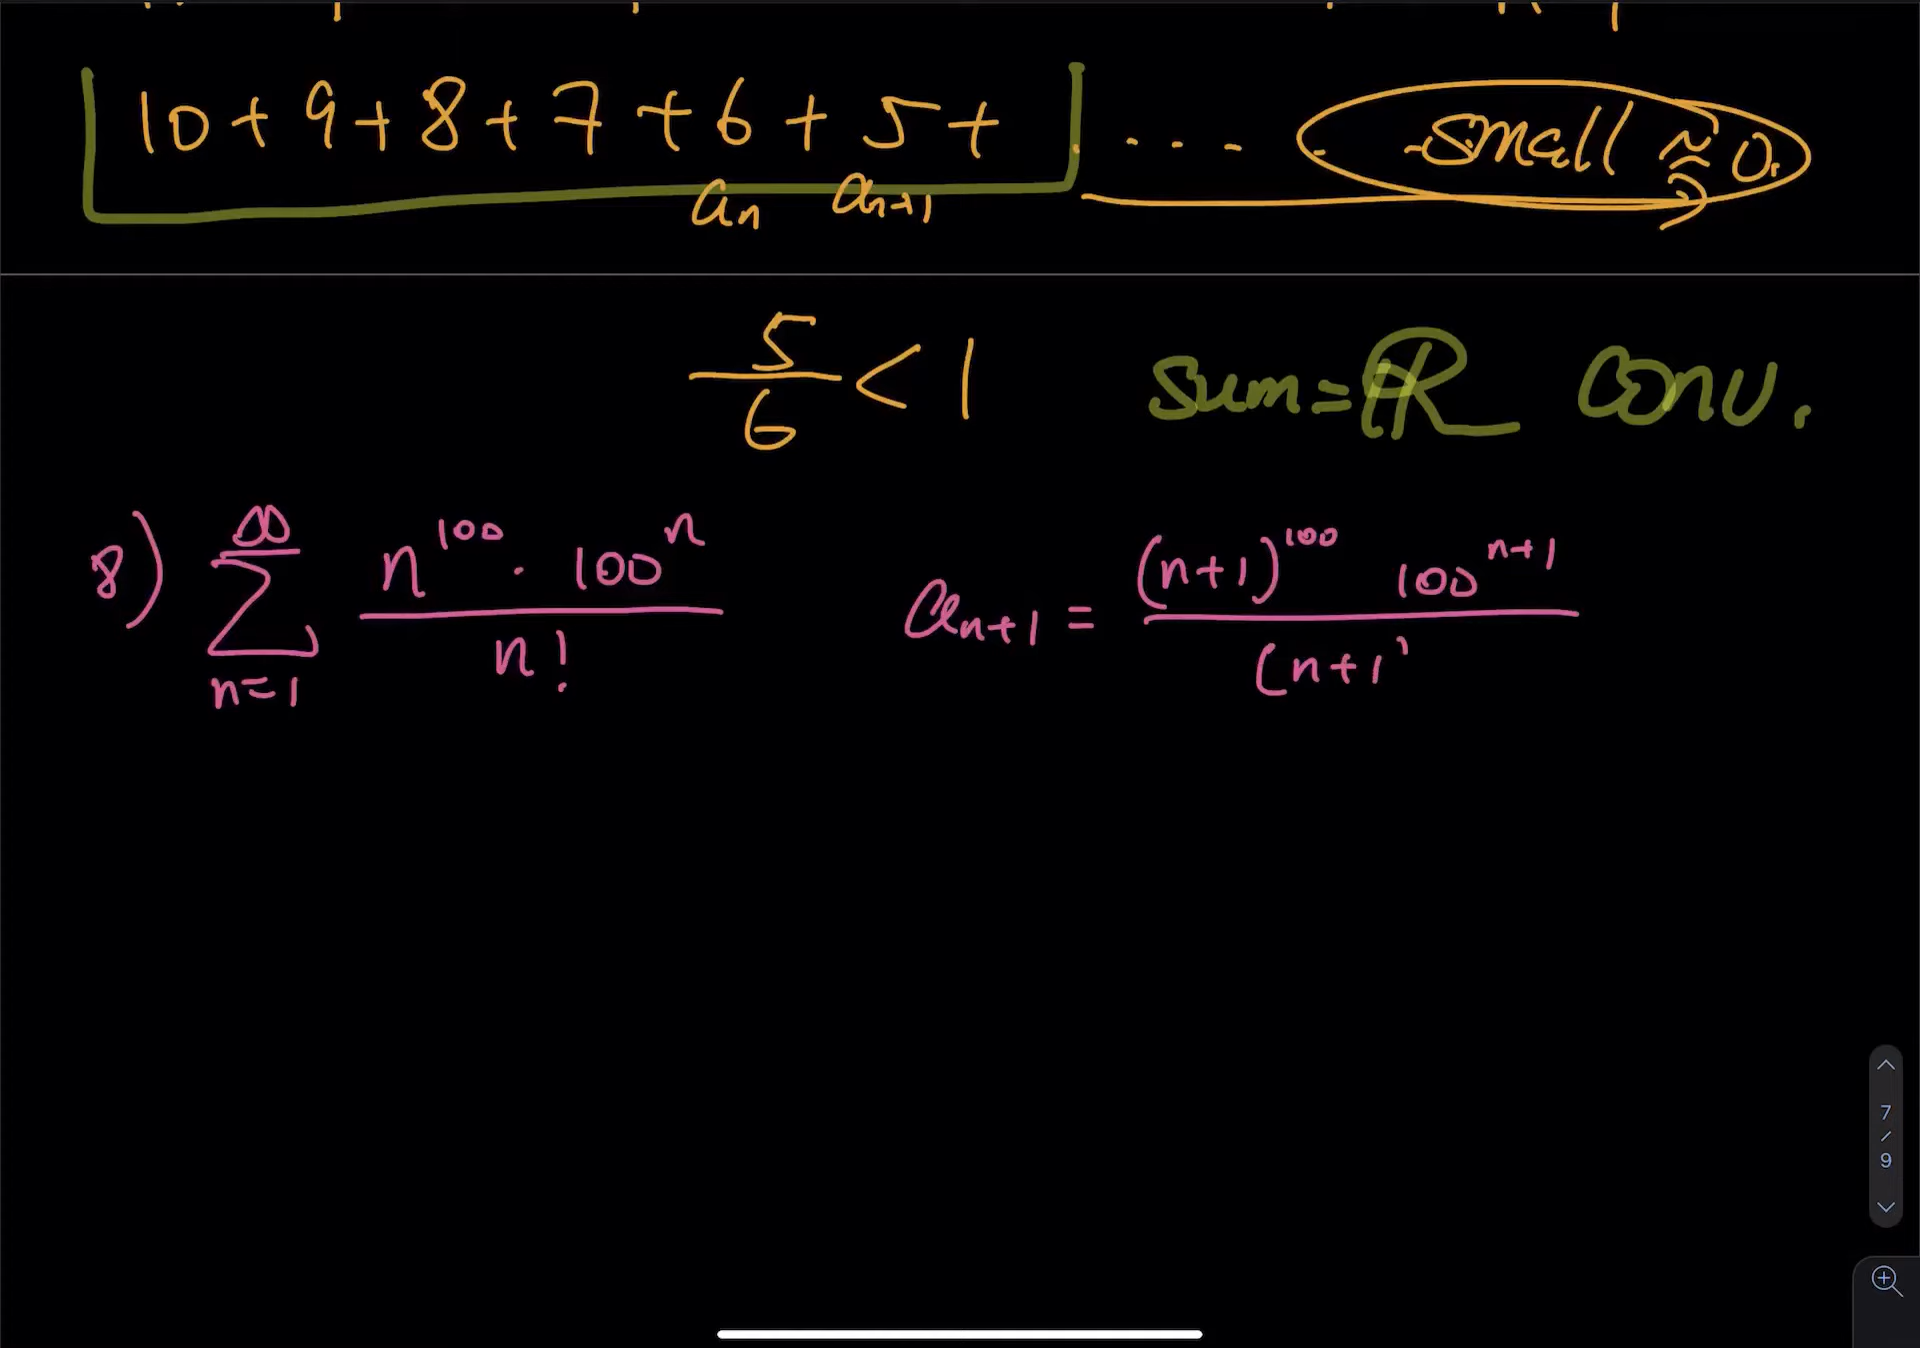 10 + 9 + 8 + 7 + 6 + 5 + .... small ≈ 0.
aₙ aₙ₊₁
5/6 < 1 sum = ℝ conv.
8) ∑_{n=1}^{∞} (n^{100} · 100^{n}) / n! aₙ₊₁ = ((n+1)^{100} 100^{n+1}) / (n+1)
7
/
9